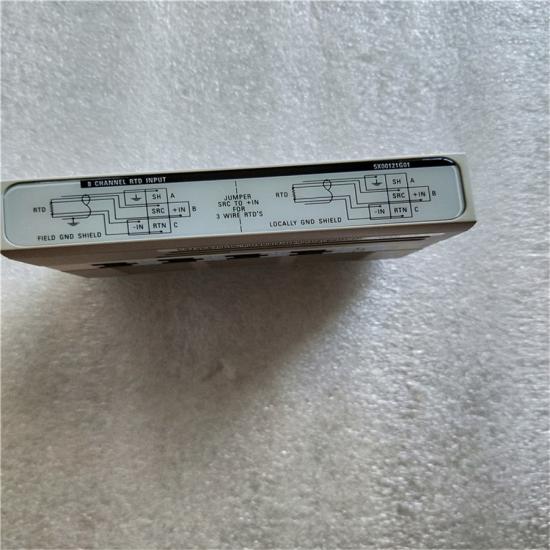 8 CHANNEL RTD INPUT
5X00121G01
RTD
SH A
SRC +IN B
-IN RTN C
FIELD GND SHIELD
JUMPER
SRC TO +IN
FOR
3 WIRE RTD'S
RTD
SH A
SRC +IN B
-IN RTN C
LOCALLY GND SHIELD